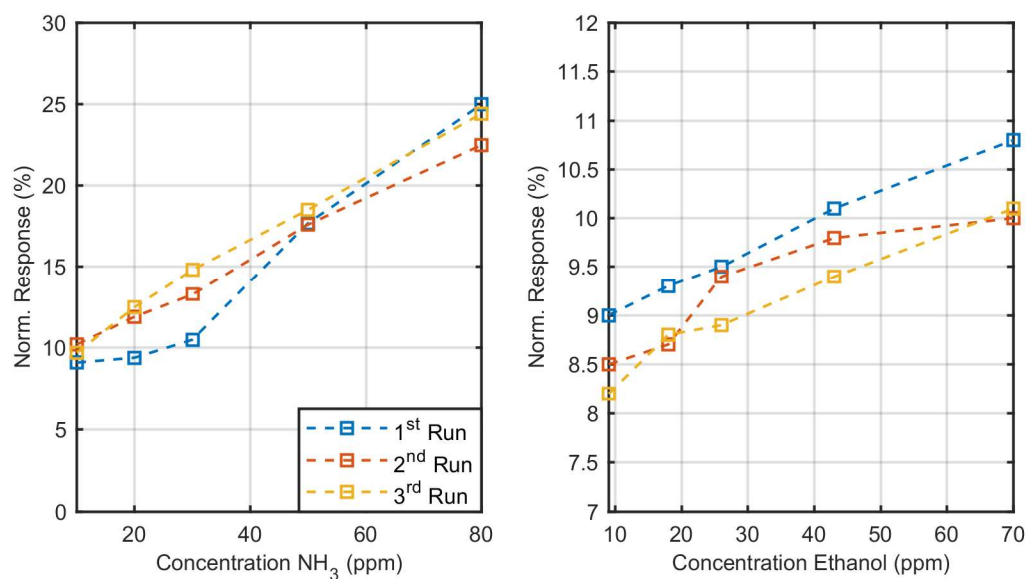 30
25
20
15
10
5
0
Norm. Response (%)
20 40 60 80
Concentration NH₃ (ppm)
1ˢᵗ Run
2ⁿᵈ Run
3ʳᵈ Run
12
11.5
11
10.5
10
9.5
9
8.5
8
7.5
7
Norm. Response (%)
10 20 30 40 50 60 70
Concentration Ethanol (ppm)